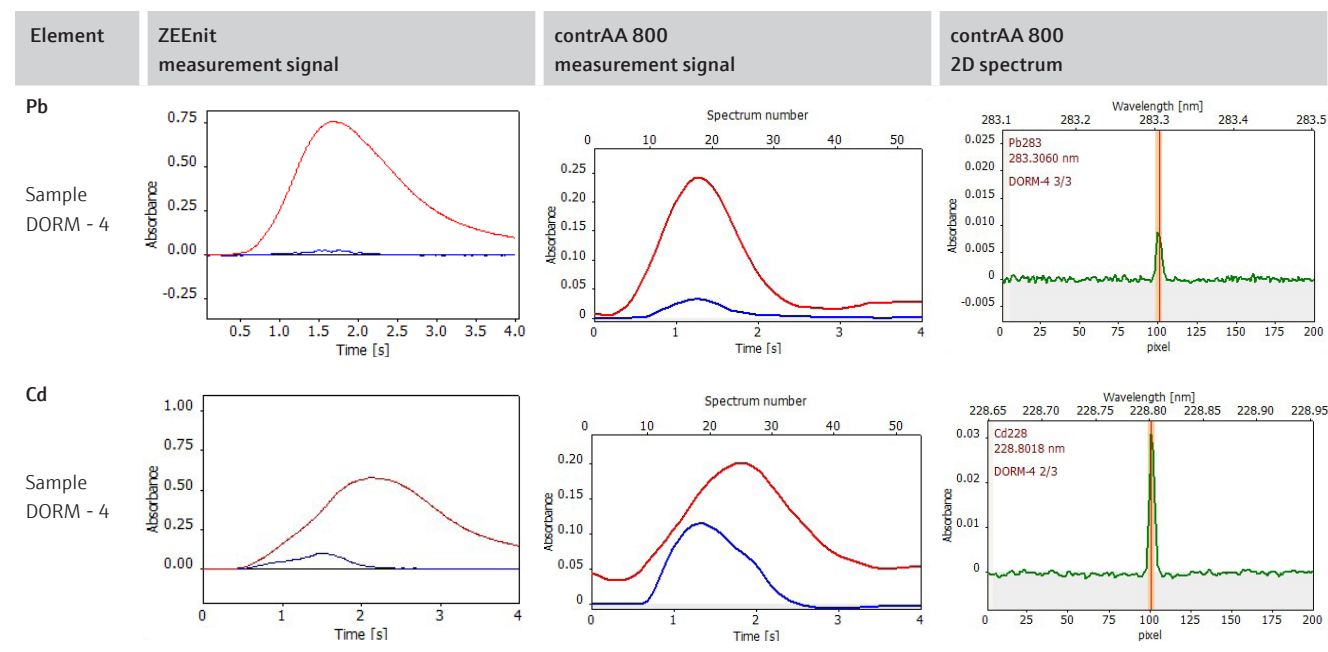 Element
ZEEnit
measurement signal
contrAA 800
measurement signal
contrAA 800
2D spectrum
Pb
Sample
DORM - 4
0.75
0.50
0.25
0.00
-0.25
Absorbance
0.5 1.0 1.5 2.0 2.5 3.0 3.5 4.0
Time [s]
Spectrum number
0 10 20 30 40 50
0.25
0.20
0.15
0.10
0.05
0
Absorbance
0 1 2 3 4
Time [s]
Wavelength [nm]
283.1 283.2 283.3 283.4 283.5
0.025
0.020
0.015
0.010
0.005
0
-0.005
Absorbance
Pb283
283.3060 nm
DORM-4 3/3
0 25 50 75 100 125 150 175 200
pixel
Cd
Sample
DORM - 4
1.00
0.75
0.50
0.25
0.00
Absorbance
0 1 2 3 4
Time [s]
Spectrum number
0 10 20 30 40 50
0.20
0.15
0.10
0.05
0
Absorbance
0 1 2 3 4
Time [s]
Wavelength [nm]
228.65 228.70 228.75 228.80 228.85 228.90 228.95
0.03
0.02
0.01
0
Absorbance
Cd228
228.8018 nm
DORM-4 2/3
0 25 50 75 100 125 150 175 200
pixel